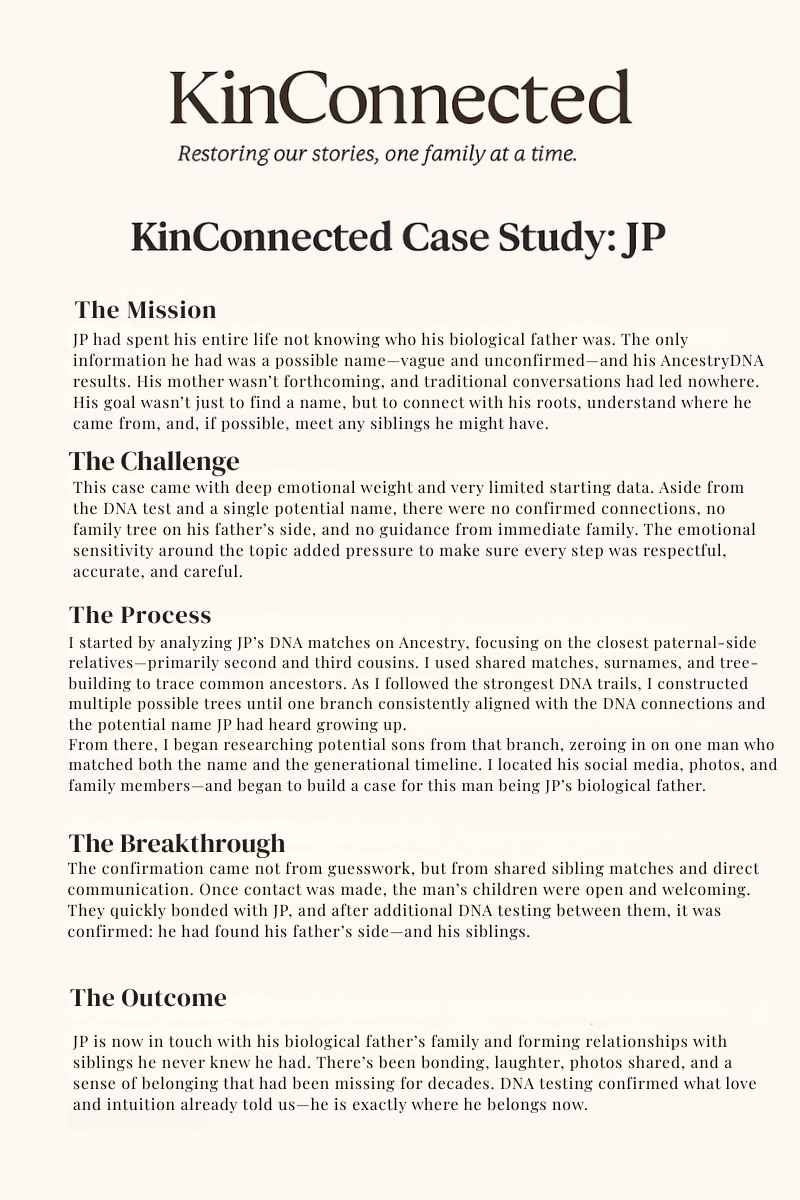 KinConnected
Restoring our stories, one family at a time.
KinConnected Case Study: JP
The Mission
JP had spent his entire life not knowing who his biological father was. The only
information he had was a possible name—vague and unconfirmed—and his AncestryDNA
results. His mother wasn’t forthcoming, and traditional conversations had led nowhere.
His goal wasn’t just to find a name, but to connect with his roots, understand where he
came from, and, if possible, meet any siblings he might have.
The Challenge
This case came with deep emotional weight and very limited starting data. Aside from
the DNA test and a single potential name, there were no confirmed connections, no
family tree on his father’s side, and no guidance from immediate family. The emotional
sensitivity around the topic added pressure to make sure every step was respectful,
accurate, and careful.
The Process
I started by analyzing JP’s DNA matches on Ancestry, focusing on the closest paternal-side
relatives—primarily second and third cousins. I used shared matches, surnames, and tree-
building to trace common ancestors. As I followed the strongest DNA trails, I constructed
multiple possible trees until one branch consistently aligned with the DNA connections and
the potential name JP had heard growing up.
From there, I began researching potential sons from that branch, zeroing in on one man who
matched both the name and the generational timeline. I located his social media, photos, and
family members—and began to build a case for this man being JP’s biological father.
The Breakthrough
The confirmation came not from guesswork, but from shared sibling matches and direct
communication. Once contact was made, the man’s children were open and welcoming.
They quickly bonded with JP, and after additional DNA testing between them, it was
confirmed: he had found his father’s side—and his siblings.
The Outcome
JP is now in touch with his biological father’s family and forming relationships with
siblings he never knew he had. There’s been bonding, laughter, photos shared, and a
sense of belonging that had been missing for decades. DNA testing confirmed what love
and intuition already told us—he is exactly where he belongs now.